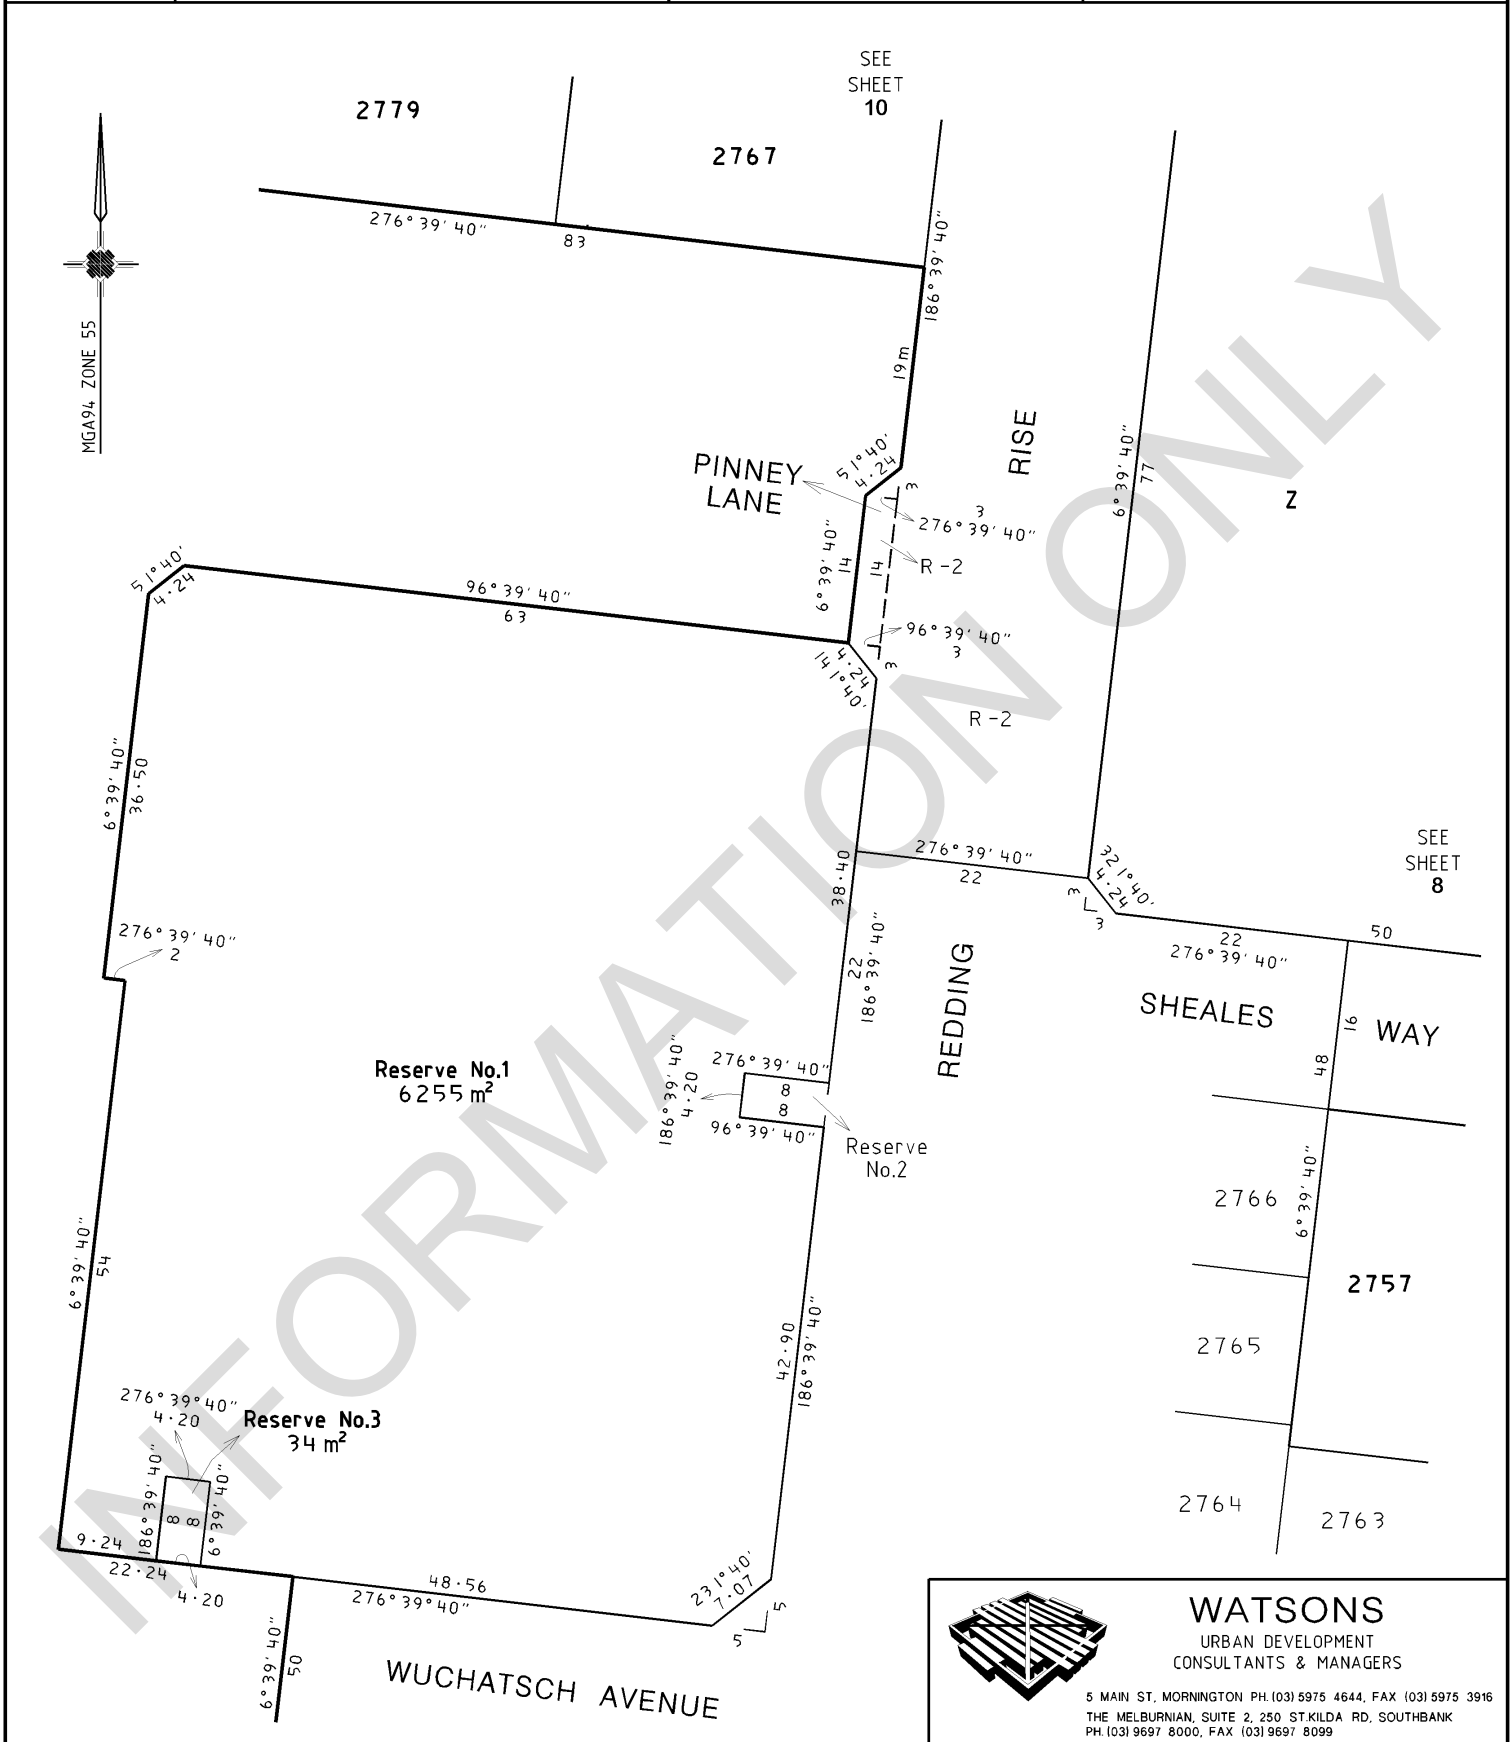 SEE
SHEET
10
2779
2767
276°39'40"
83
186°39'40"
19m
MGA94 ZONE 55
RISE
6°39'40"
77
Z
51°40'
4·24
PINNEY
LANE
3
3
276°39'40"
6°39'40"
14
14
R-2
96°39'40"
3
3
51°40'
4·24
96°39'40"
63
4·24
141°40'
R-2
6°39'40"
36·50
38·40
276°39'40"
22
321°40'
4·24
3
3
SEE
SHEET
8
22
276°39'40"
50
276°39'40"
2
22
186°39'40"
REDDING
SHEALES WAY
16
48
Reserve No.1
6255 m²
276°39'40"
8
8
96°39'40"
186°39'40"
4·20
Reserve
No.2
2766
6°39'40"
6°39'40"
54
2757
2765
42·90
186°39'40"
276°39°40"
4·20
Reserve No.3
34 m²
186°39'40"
8
8
6°39'40"
2764
2763
9·24
22·24
4·20
48·56
276°39°40"
231°40'
7·07
5
5
6°39'40"
50
WUCHATSCH AVENUE
INFORMATION ONLY
WATSONS
URBAN DEVELOPMENT
CONSULTANTS & MANAGERS
5 MAIN ST, MORNINGTON PH.(03) 5975 4644, FAX (03) 5975 3916
THE MELBURNIAN, SUITE 2, 250 ST.KILDA RD, SOUTHBANK
PH.(03) 9697 8000, FAX (03) 9697 8099